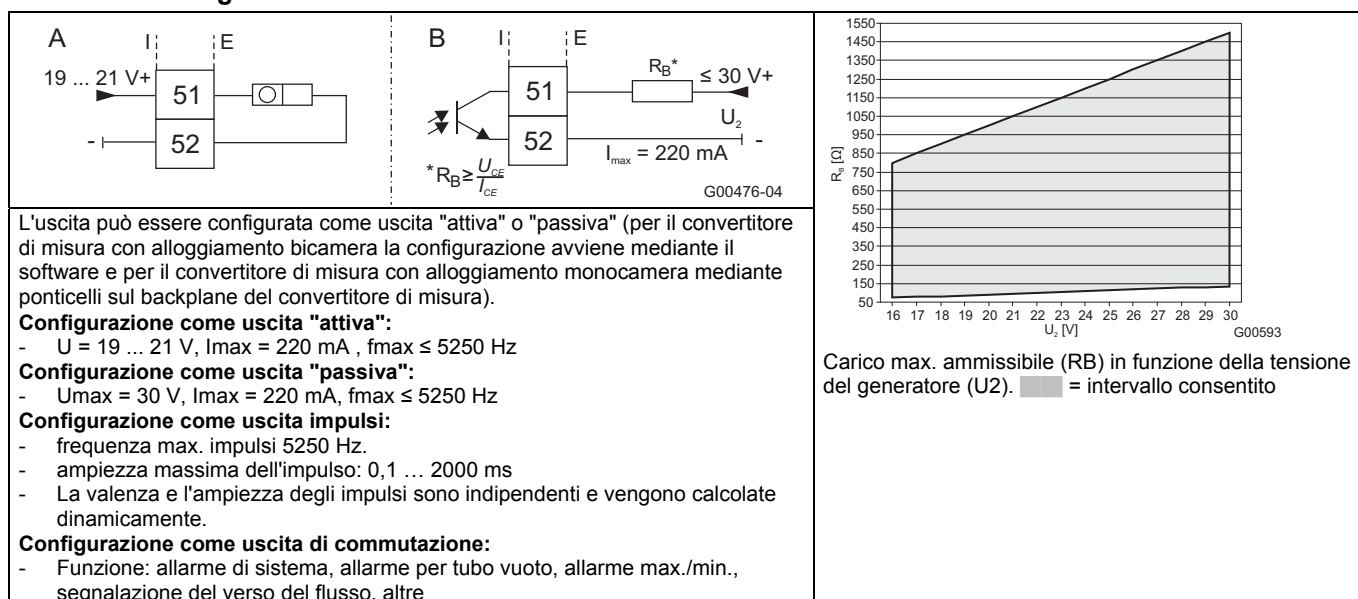 A
I
E
19 ... 21 V+
51
-
52
B
I
E
R_B*
≤ 30 V+
51
U₂
52
-
I_max = 220 mA
*R_B ≥ U_CE / I_CE
G00476-04
L'uscita può essere configurata come uscita "attiva" o "passiva" (per il convertitore
di misura con alloggiamento bicamera la configurazione avviene mediante il
software e per il convertitore di misura con alloggiamento monocamera mediante
ponticelli sul backplane del convertitore di misura).
Configurazione come uscita "attiva":
- U = 19 ... 21 V, Imax = 220 mA , fmax ≤ 5250 Hz
Configurazione come uscita "passiva":
- Umax = 30 V, Imax = 220 mA, fmax ≤ 5250 Hz
Configurazione come uscita impulsi:
- frequenza max. impulsi 5250 Hz.
- ampiezza massima dell'impulso: 0,1 … 2000 ms
- La valenza e l'ampiezza degli impulsi sono indipendenti e vengono calcolate
dinamicamente.
Configurazione come uscita di commutazione:
- Funzione: allarme di sistema, allarme per tubo vuoto, allarme max./min.,
segnalazione del verso del flusso, altre
1550
1450
1350
1250
1150
1050
950
850
750
650
550
450
350
250
150
50
R_B [Ω]
16 17 18 19 20 21 22 23 24 25 26 27 28 29 30
U₂ [V]
G00593
Carico max. ammissibile (RB) in funzione della tensione
del generatore (U2). = intervallo consentito